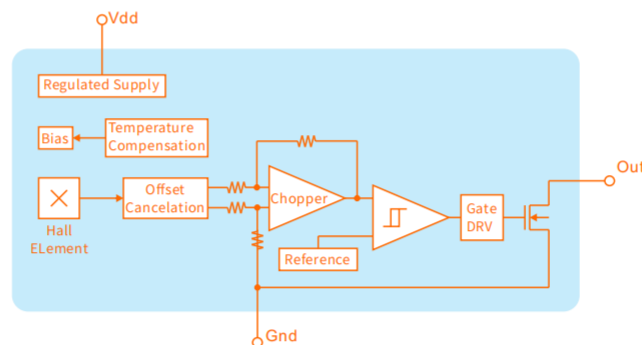 Vdd
Regulated Supply
Temperature
Compensation
Bias
Offset
Cancelation
Chopper
Hall
ELement
Reference
Gate
DRV
Out
Gnd